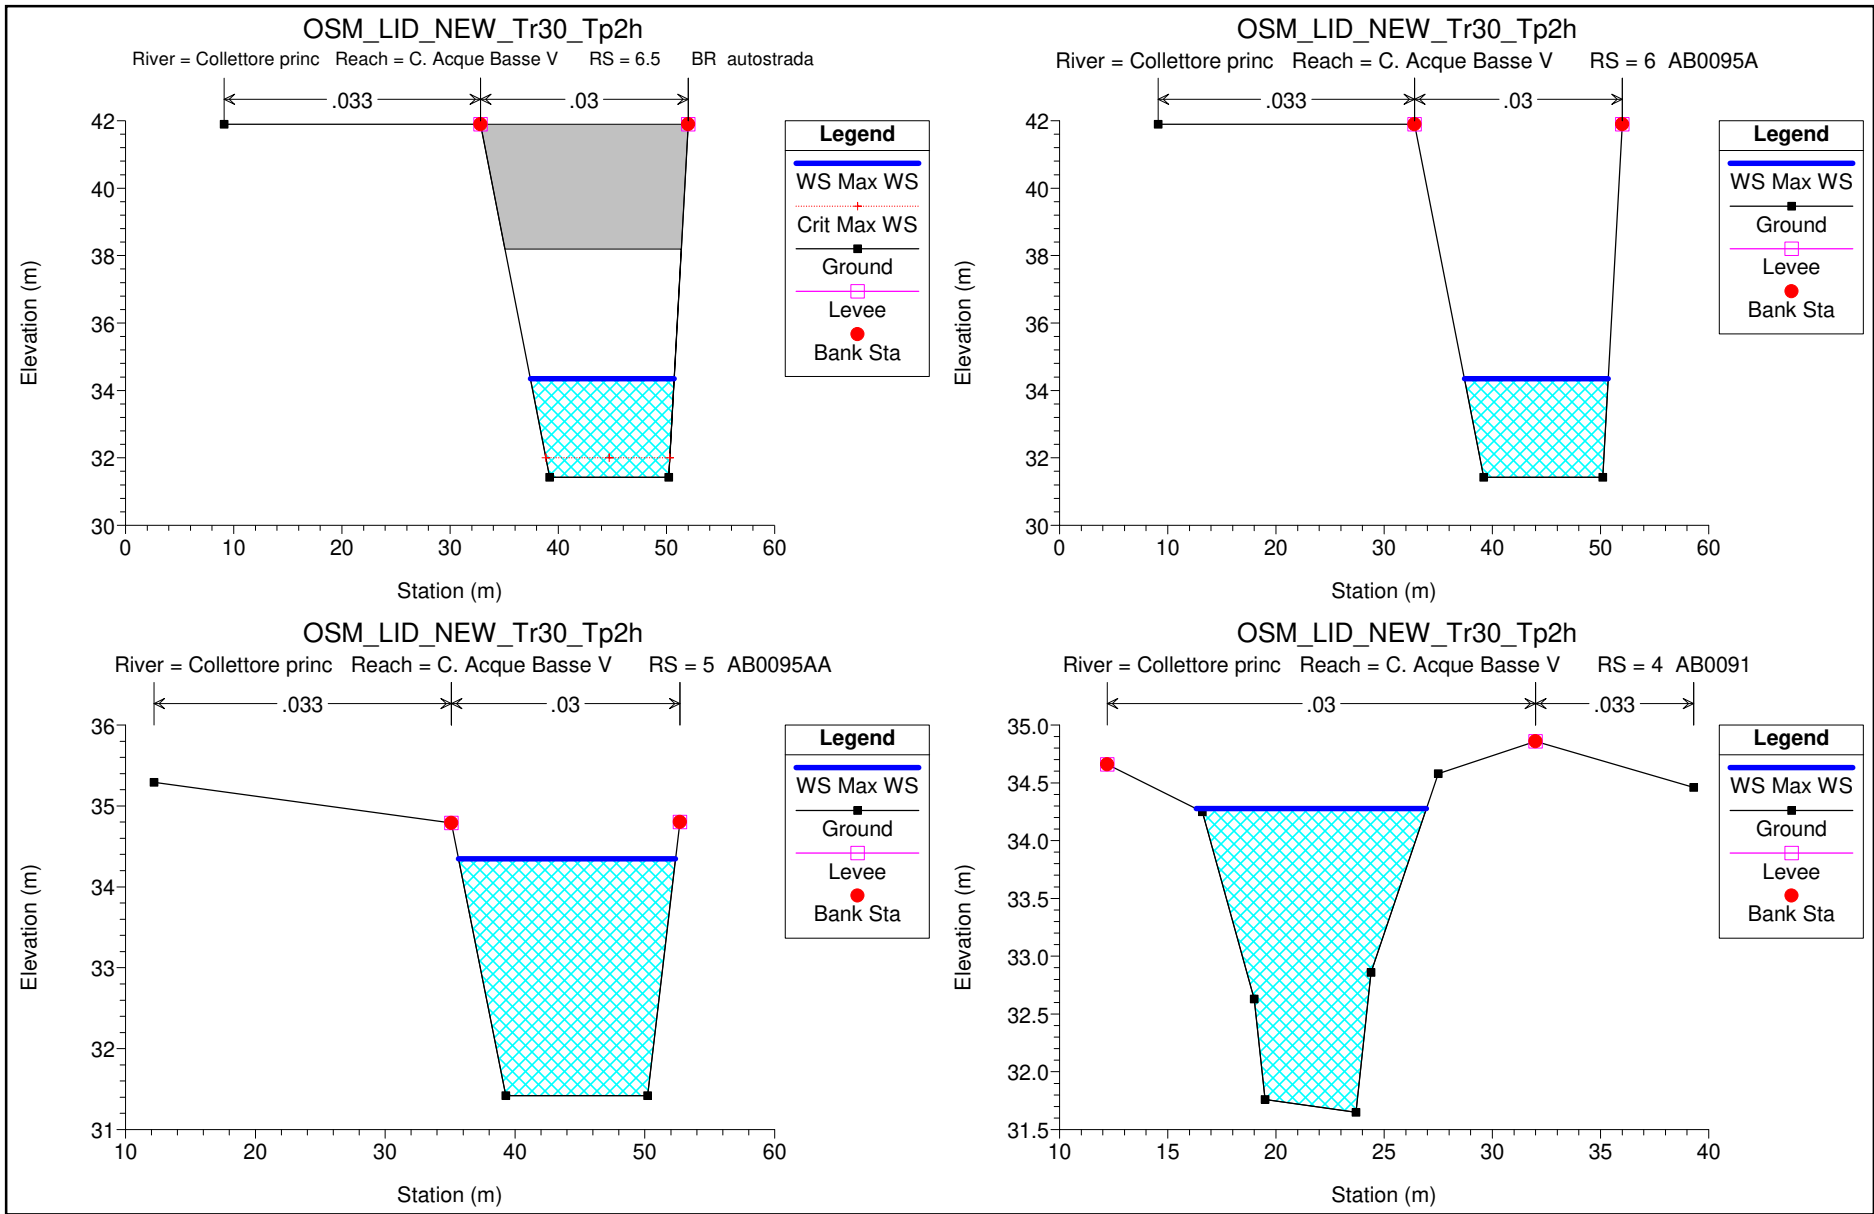 OSM_LID_NEW_Tr30_Tp2h
River = Collettore princ Reach = C. Acque Basse V RS = 6.5 BR autostrada
.033 .03
Elevation (m)
42
40
38
36
34
32
30
0 10 20 30 40 50 60
Station (m)
Legend
WS Max WS
Crit Max WS
Ground
Levee
Bank Sta
OSM_LID_NEW_Tr30_Tp2h
River = Collettore princ Reach = C. Acque Basse V RS = 6 AB0095A
.033 .03
Elevation (m)
42
40
38
36
34
32
30
0 10 20 30 40 50 60
Station (m)
Legend
WS Max WS
Ground
Levee
Bank Sta
OSM_LID_NEW_Tr30_Tp2h
River = Collettore princ Reach = C. Acque Basse V RS = 5 AB0095AA
.033 .03
Elevation (m)
36
35
34
33
32
31
10 20 30 40 50 60
Station (m)
Legend
WS Max WS
Ground
Levee
Bank Sta
OSM_LID_NEW_Tr30_Tp2h
River = Collettore princ Reach = C. Acque Basse V RS = 4 AB0091
.03 .033
Elevation (m)
35.0
34.5
34.0
33.5
33.0
32.5
32.0
31.5
10 15 20 25 30 35 40
Station (m)
Legend
WS Max WS
Ground
Levee
Bank Sta